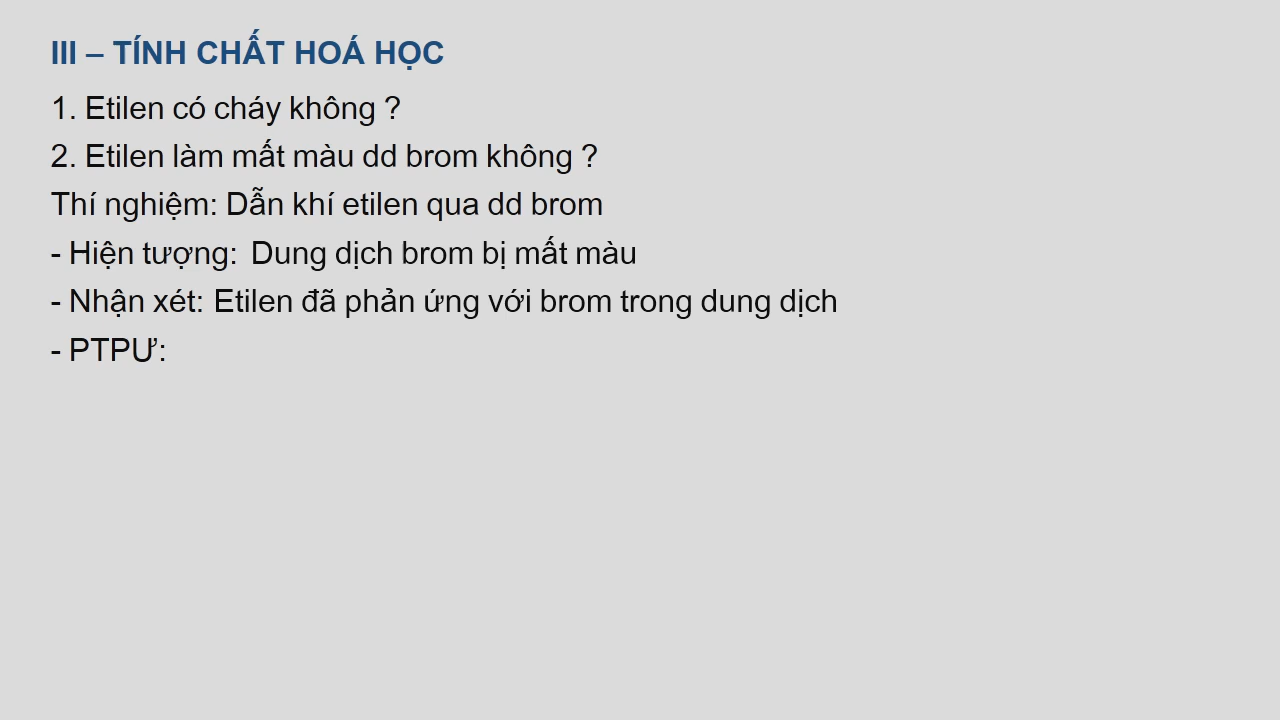 III – TÍNH CHẤT HOÁ HỌC
1. Etilen có cháy không ?
2. Etilen làm mất màu dd brom không ?
Thí nghiệm: Dẫn khí etilen qua dd brom
- Hiện tượng: Dung dịch brom bị mất màu
- Nhận xét: Etilen đã phản ứng với brom trong dung dịch
- PTPƯ: